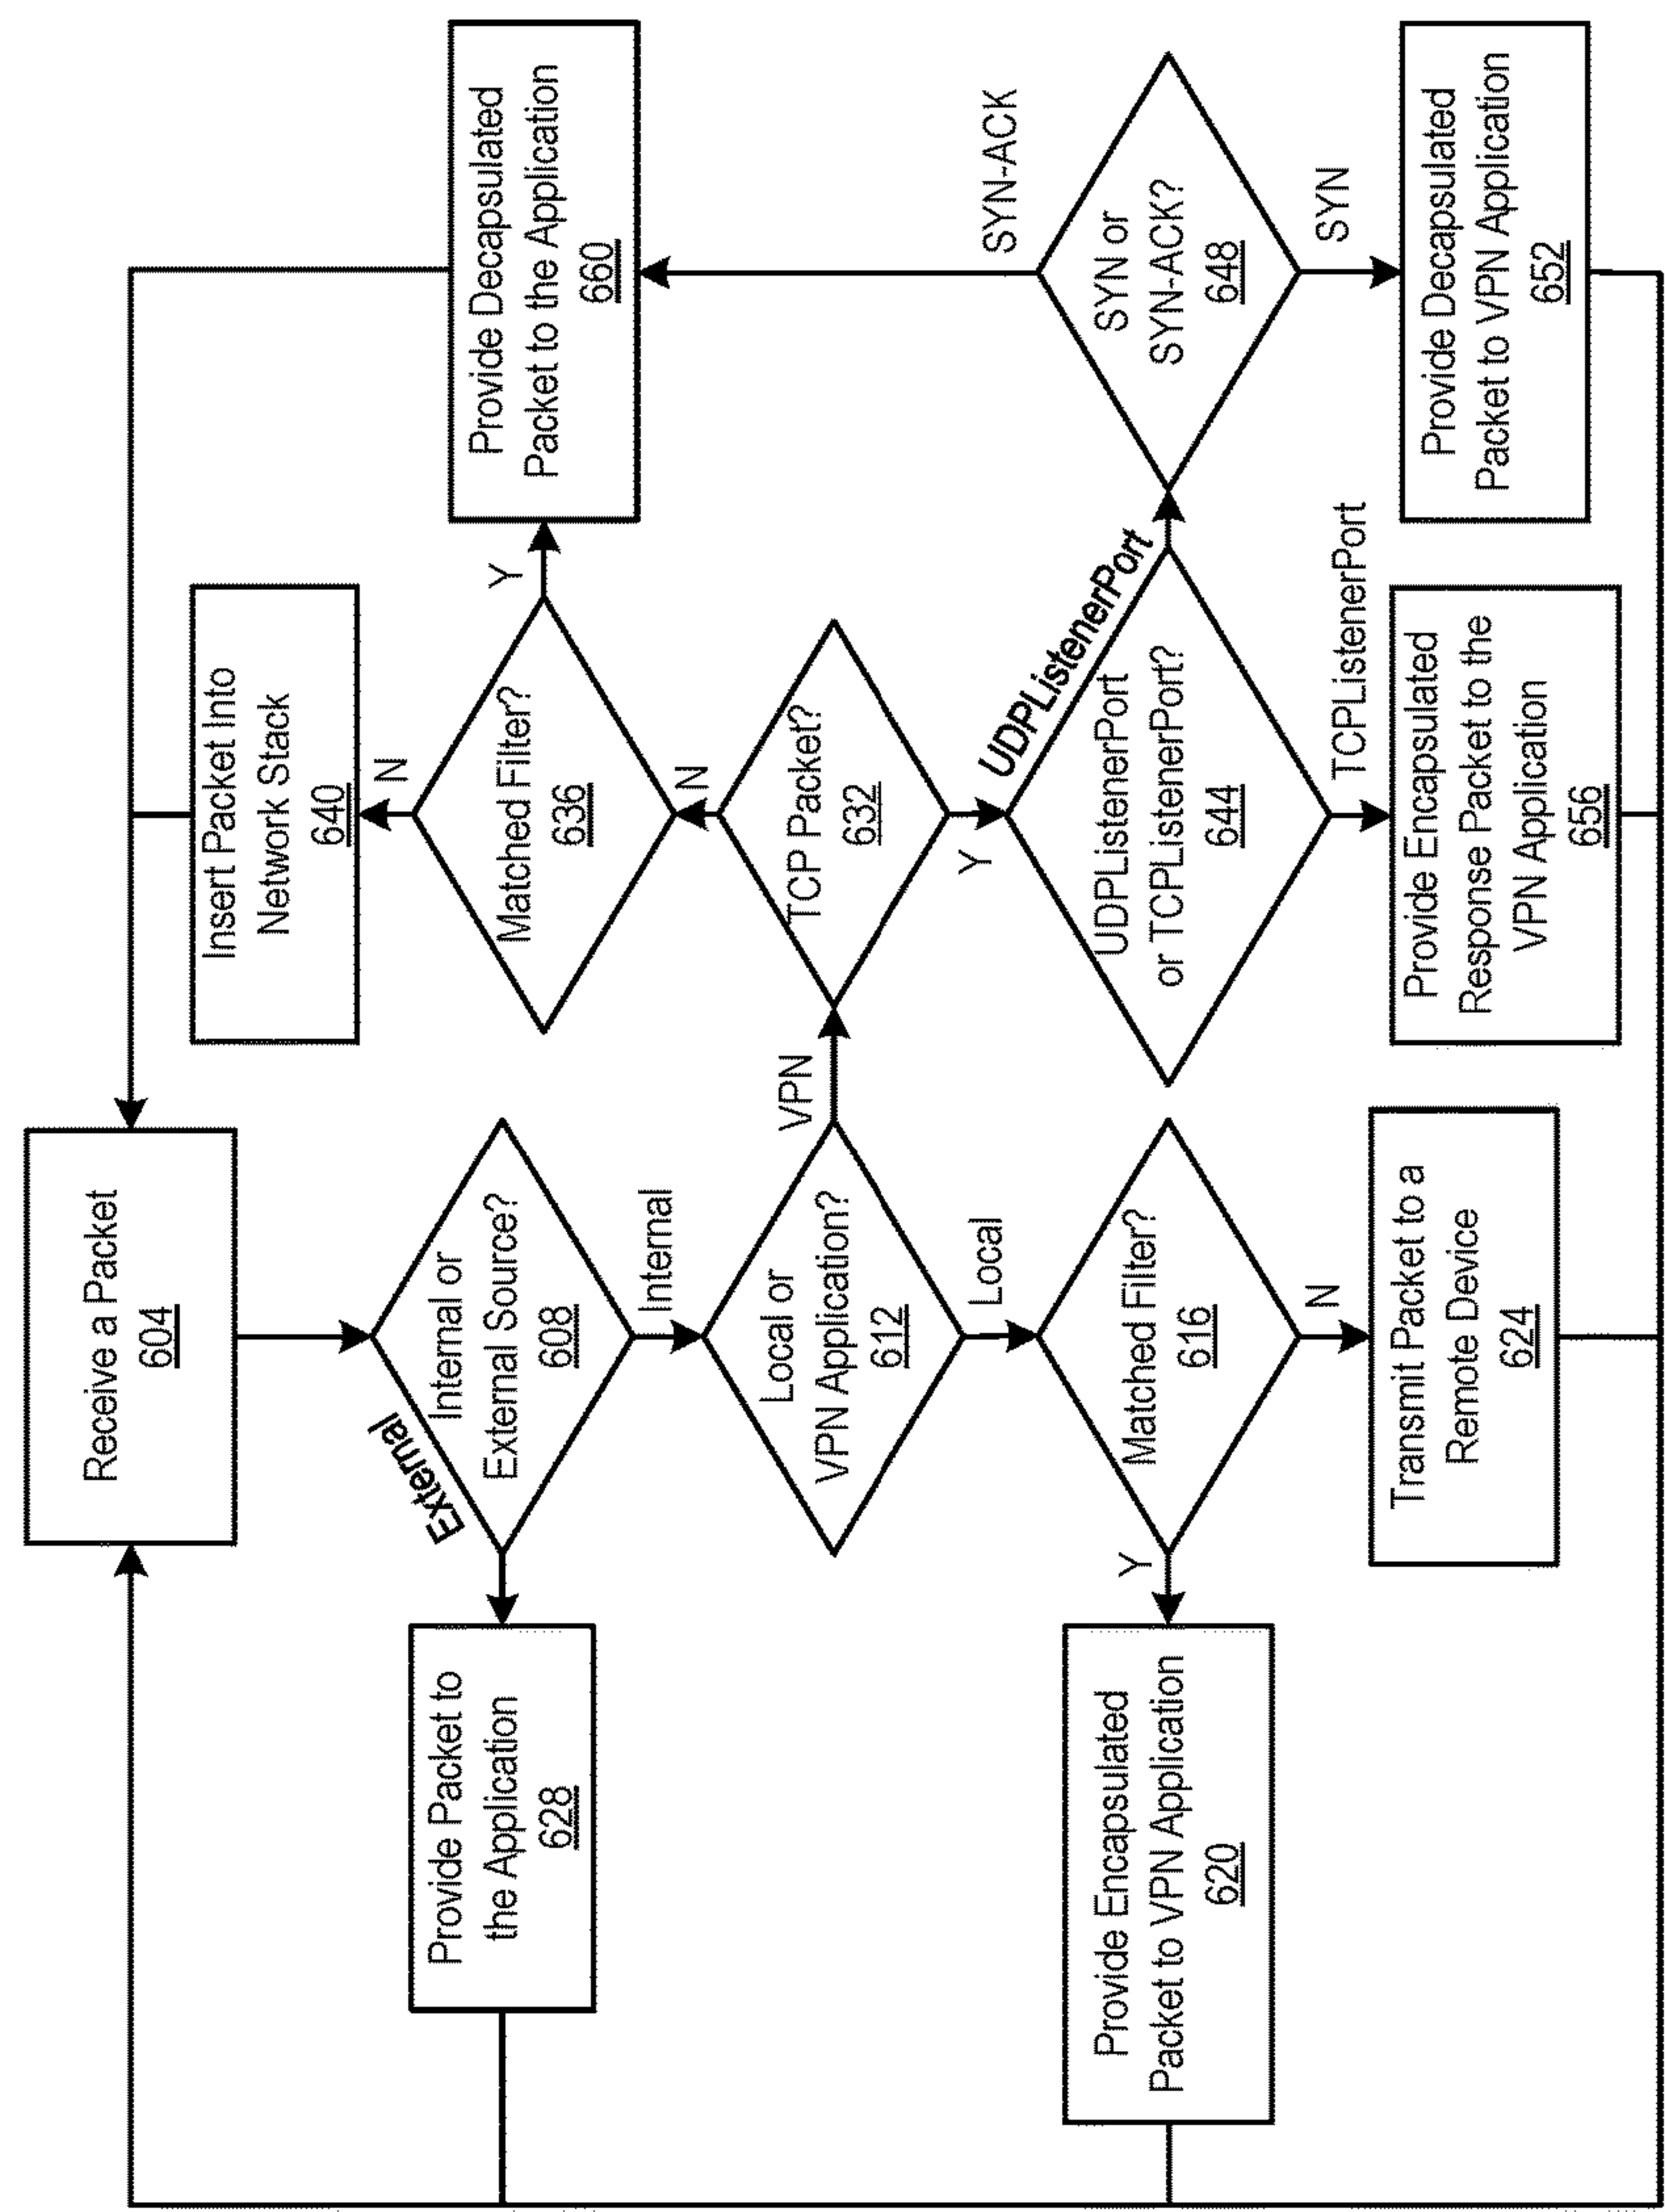 Receive a Packet
604
Internal or
External Source?
608
External
Internal
Provide Packet to
the Application
628
Local or
VPN Application?
612
VPN
Local
Matched Filter?
616
Y
N
Provide Encapsulated
Packet to VPN Application
620
Transmit Packet to a
Remote Device
624
TCP Packet?
632
N
Y
Matched Filter?
636
N
Y
Insert Packet Into
Network Stack
640
Provide Decapsulated
Packet to the Application
660
UDPListenerPort
or TCPListenerPort?
644
UDPListenerPort
TCPListenerPort
SYN or
SYN-ACK?
648
SYN-ACK
SYN
Provide Encapsulated
Response Packet to the
VPN Application
656
Provide Decapsulated
Packet to VPN Application
652